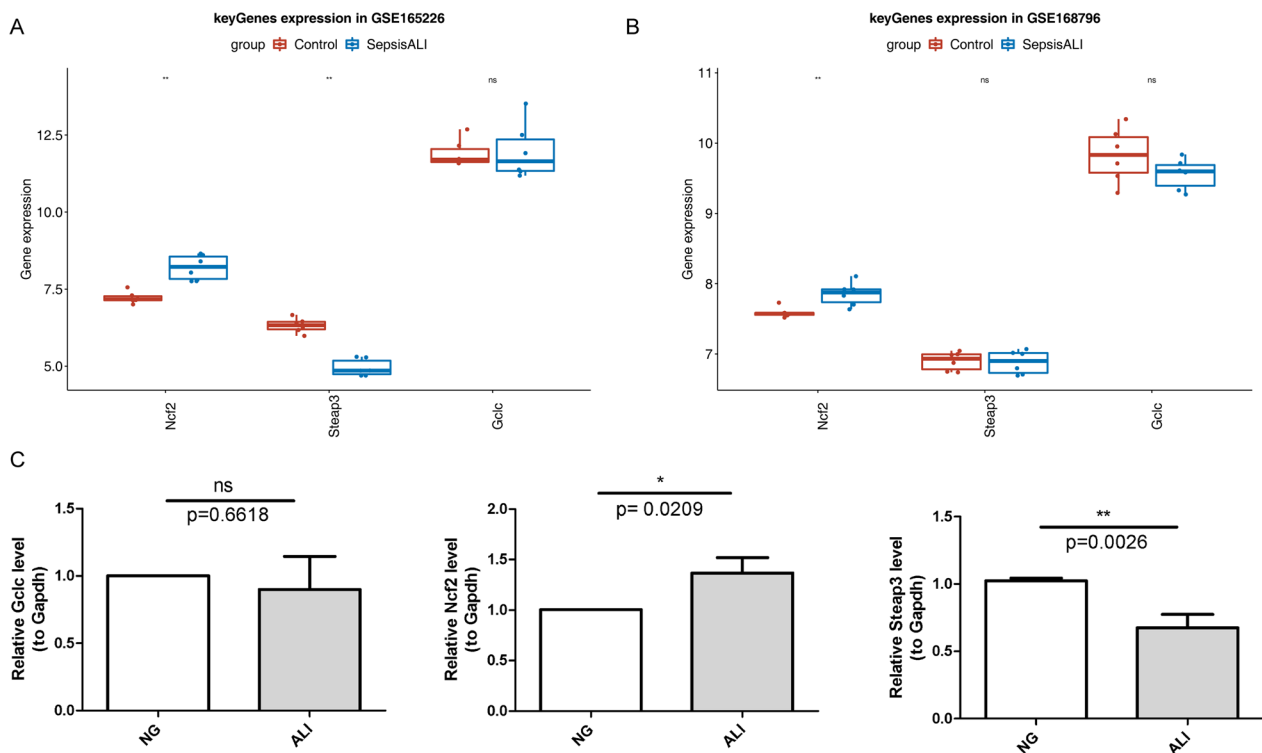 A
keyGenes expression in GSE165226
group Control SepsisALI
** ** ns
Gene expression
12.5
10.0
7.5
5.0
Ncf2 Steap3 Gclc
B
keyGenes expression in GSE168796
group Control SepsisALI
** ns ns
Gene expression
11
10
9
8
7
Ncf2 Steap3 Gclc
C
ns
p=0.6618
Relative Gclc level
(to Gapdh)
1.5
1.0
0.5
0.0
NG ALI
*
p= 0.0209
Relative Ncf2 level
(to Gapdh)
2.0
1.5
1.0
0.5
0.0
NG ALI
**
p=0.0026
Relative Steap3 level
(to Gapdh)
1.5
1.0
0.5
0.0
NG ALI